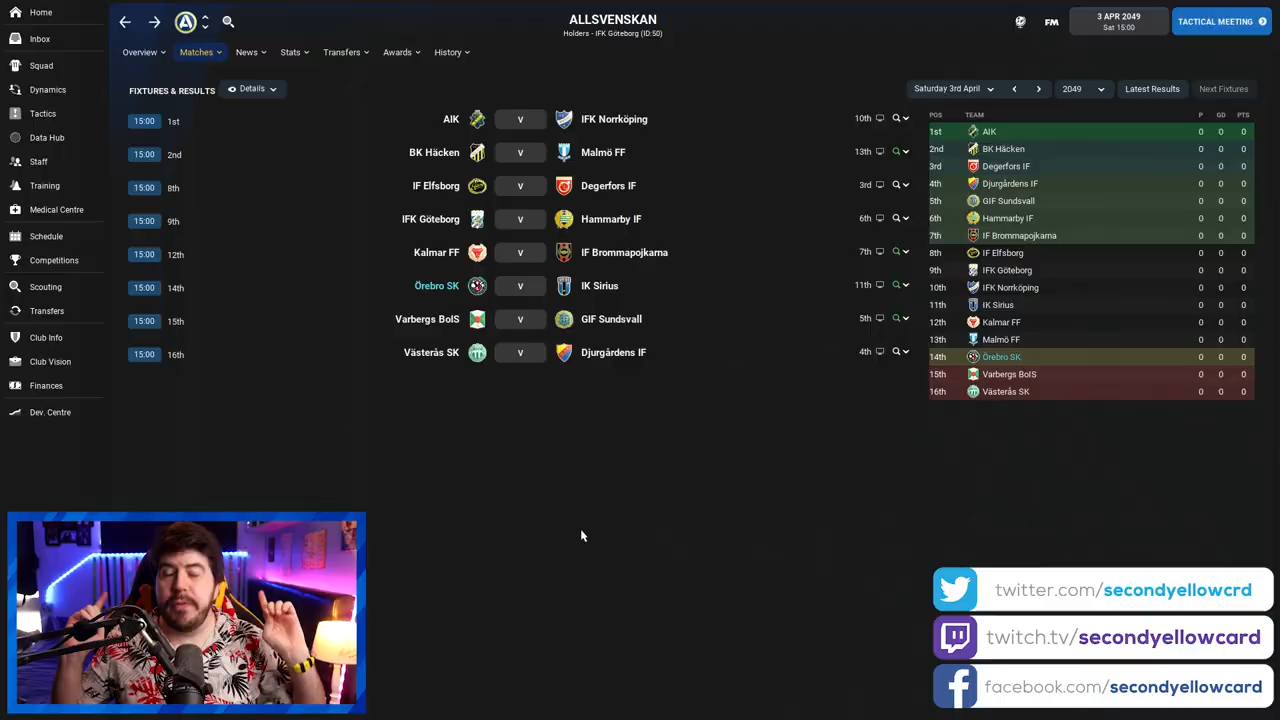 Home
Inbox
Squad
Dynamics
Tactics
Data Hub
Staff
Training
Medical Centre
Schedule
Competitions
Scouting
Transfers
Club Info
Club Vision
Finances
Dev. Centre
ALLSVENSKAN
Holders - IFK Göteborg (ID:50)
FM
3 APR 2049
Sat 15:00
TACTICAL MEETING
Overview Matches News Stats Transfers Awards History
FIXTURES & RESULTS Details
Saturday 3rd April 2049 Latest Results Next Fixtures
15:00 1st AIK v IFK Norrköping 10th
15:00 2nd BK Häcken v Malmö FF 13th
15:00 8th IF Elfsborg v Degerfors IF 3rd
15:00 9th IFK Göteborg v Hammarby IF 6th
15:00 12th Kalmar FF v IF Brommapojkarna 7th
15:00 14th Örebro SK v IK Sirius 11th
15:00 15th Varbergs BoIS v GIF Sundsvall 5th
15:00 16th Västerås SK v Djurgårdens IF 4th
POS TEAM P GD PTS
1st AIK 0 0 0
2nd BK Häcken 0 0 0
3rd Degerfors IF 0 0 0
4th Djurgårdens IF 0 0 0
5th GIF Sundsvall 0 0 0
6th Hammarby IF 0 0 0
7th IF Brommapojkarna 0 0 0
8th IF Elfsborg 0 0 0
9th IFK Göteborg 0 0 0
10th IFK Norrköping 0 0 0
11th IK Sirius 0 0 0
12th Kalmar FF 0 0 0
13th Malmö FF 0 0 0
14th Örebro SK 0 0 0
15th Varbergs BoIS 0 0 0
16th Västerås SK 0 0 0
twitter.com/secondyellowcrd
twitch.tv/secondyellowcard
facebook.com/secondyellowcard